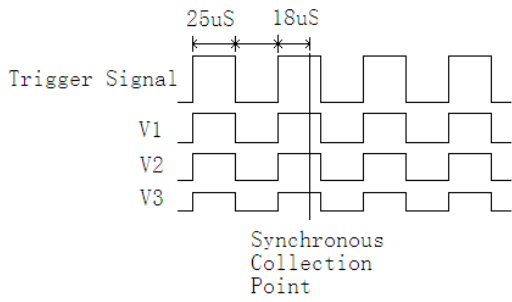 25uS 18uS
Trigger Signal
V1
V2
V3
Synchronous
Collection
Point